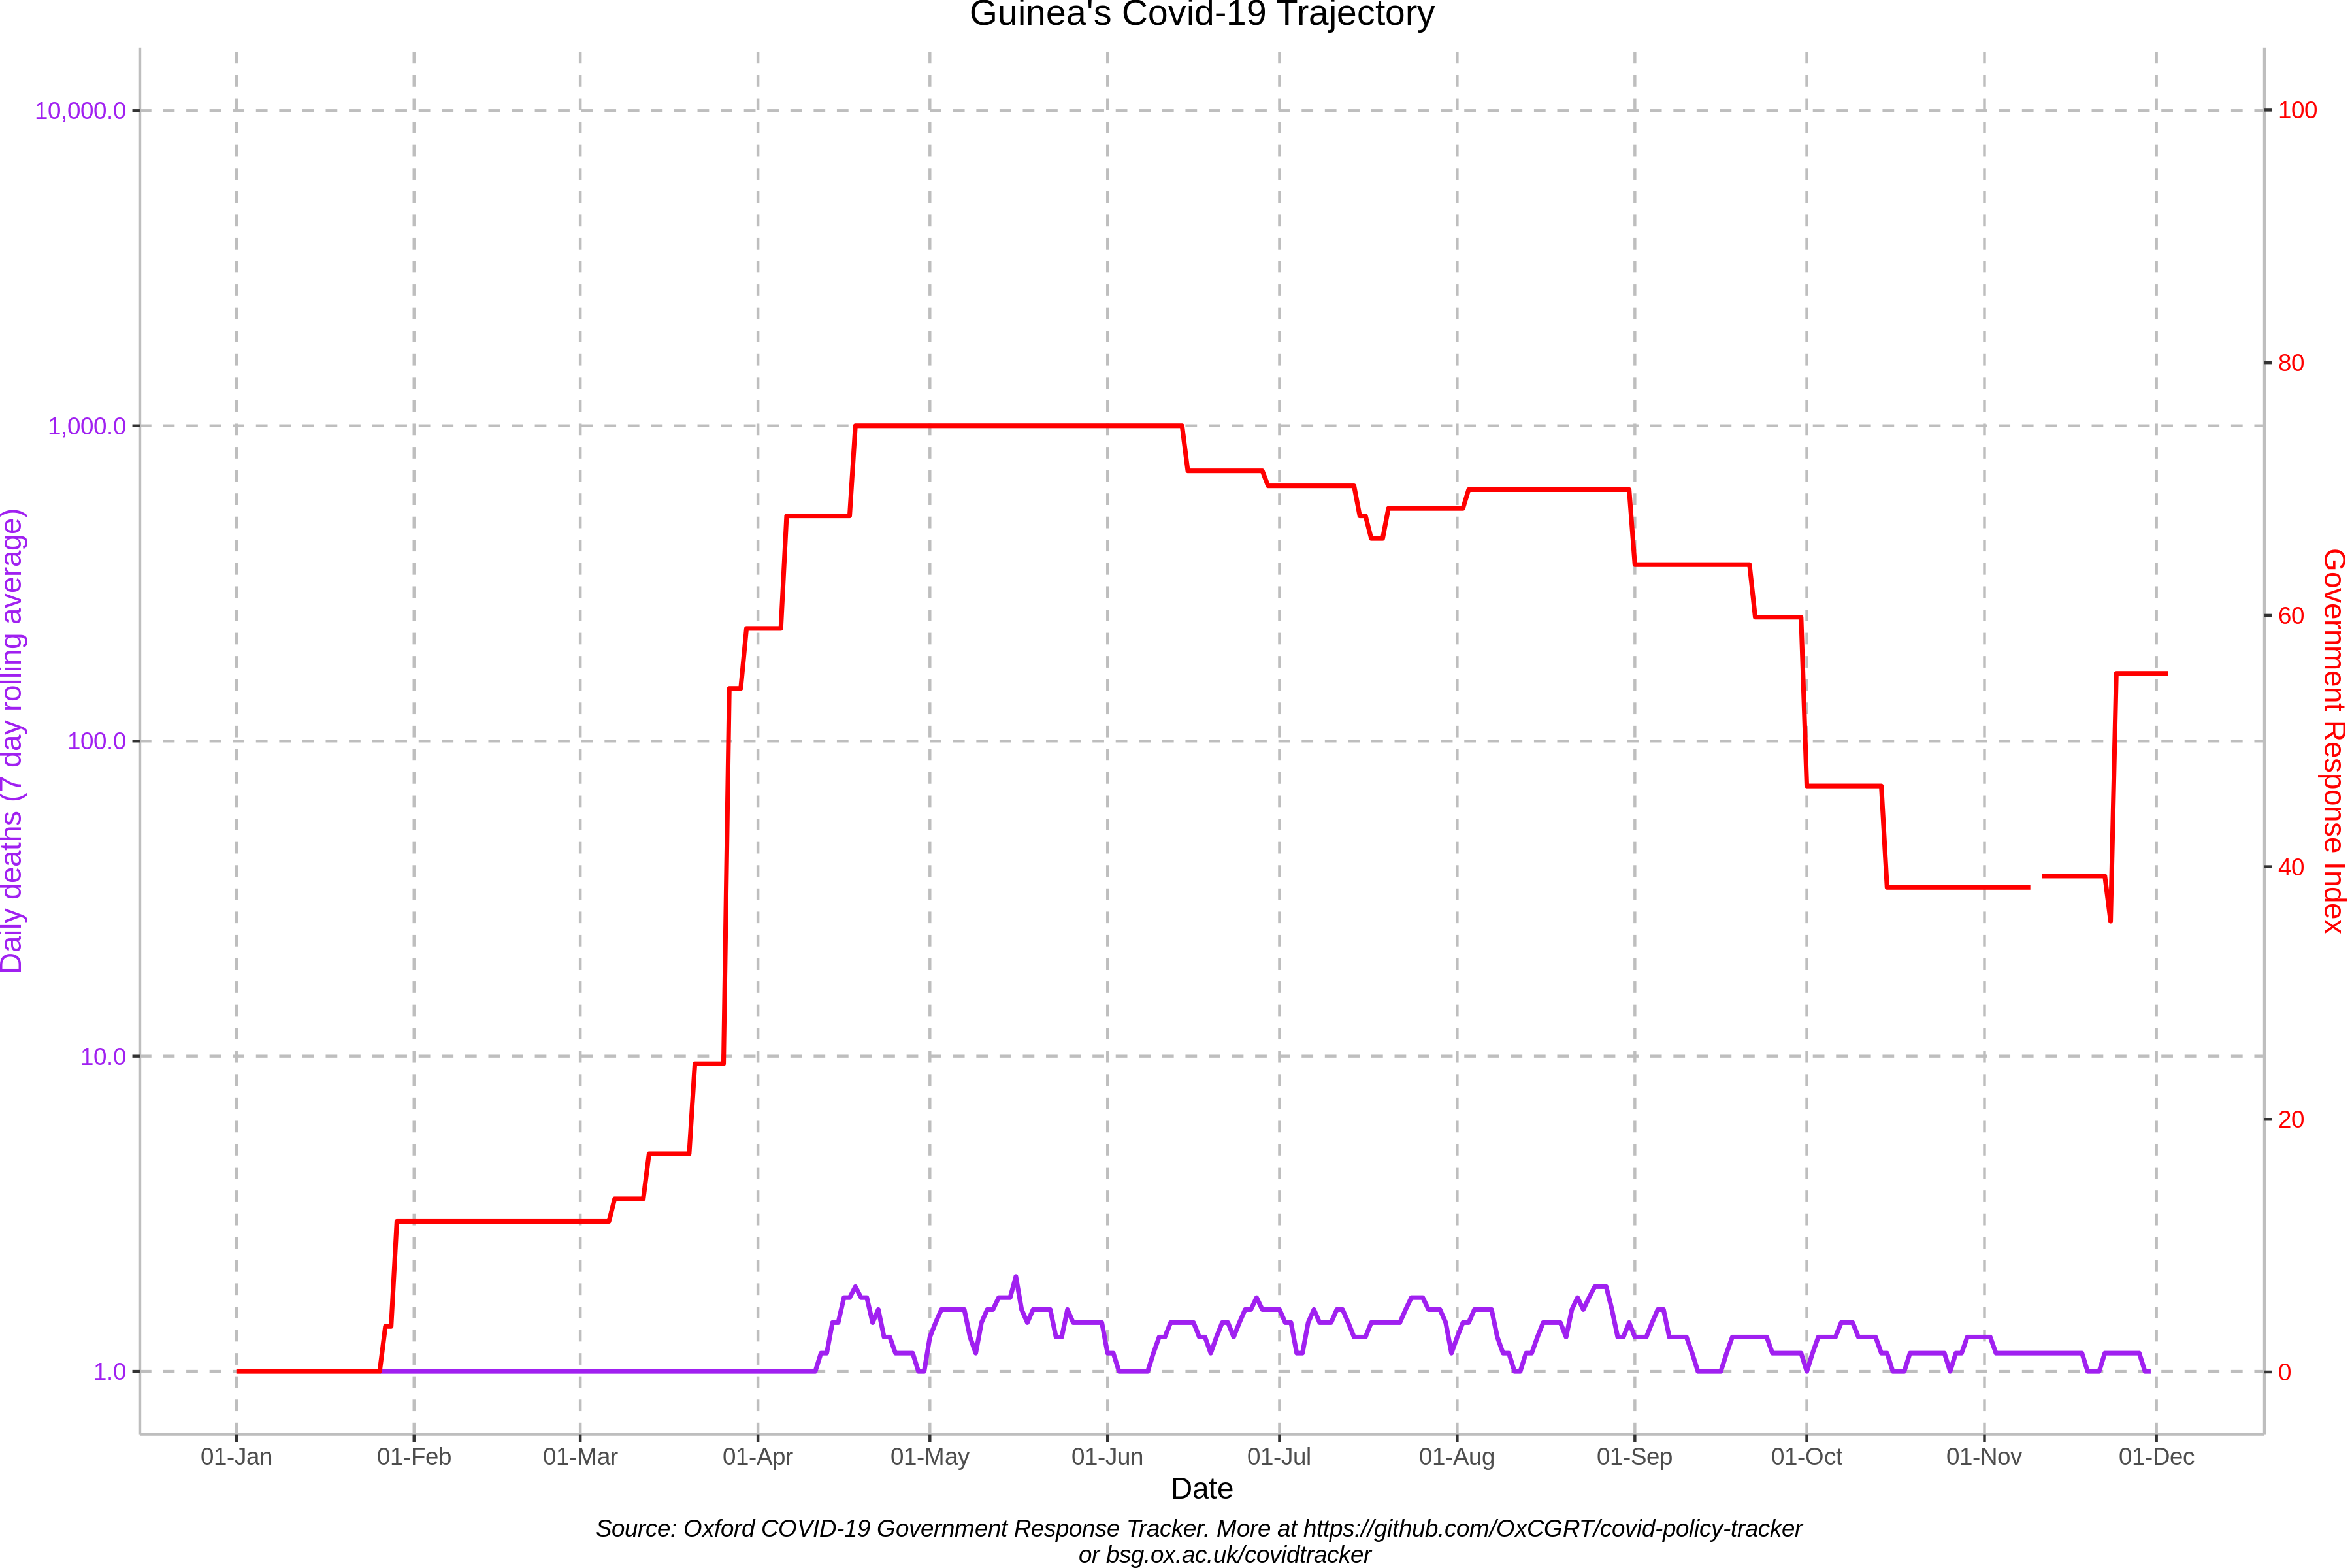 Guinea's Covid-19 Trajectory
10,000.0
1,000.0
100.0
10.0
1.0
Daily deaths (7 day rolling average)
100
80
60
40
20
0
Government Response Index
01-Jan 01-Feb 01-Mar 01-Apr 01-May 01-Jun 01-Jul 01-Aug 01-Sep 01-Oct 01-Nov 01-Dec
Date
Source: Oxford COVID-19 Government Response Tracker. More at https://github.com/OxCGRT/covid-policy-tracker
or bsg.ox.ac.uk/covidtracker